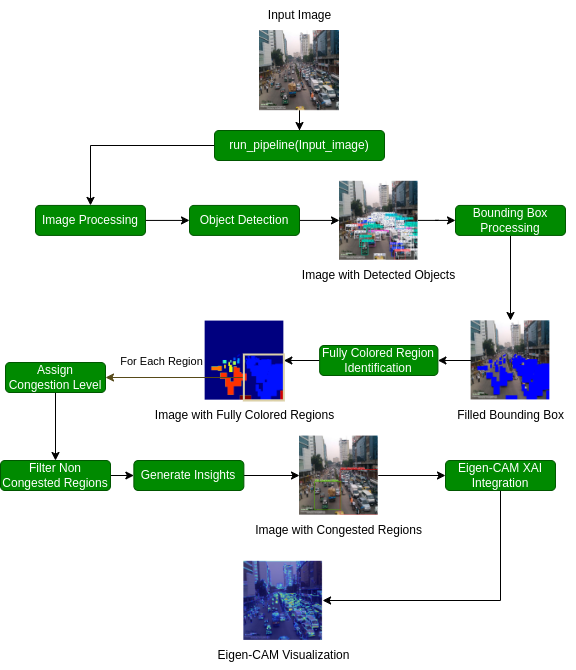 Input Image
run_pipeline(Input_image)
Image Processing
Object Detection
Bounding Box
Processing
Image with Detected Objects
For Each Region
Fully Colored Region
Identification
Assign
Congestion Level
Image with Fully Colored Regions
Filled Bounding Box
Filter Non
Congested Regions
Generate Insights
Eigen-CAM XAI
Integration
Image with Congested Regions
Eigen-CAM Visualization